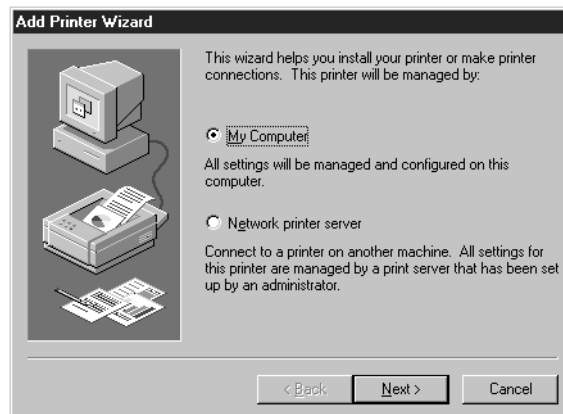 Add Printer Wizard
This wizard helps you install your printer or make printer
connections. This printer will be managed by:
My Computer
All settings will be managed and configured on this
computer.
Network printer server
Connect to a printer on another machine. All settings for
this printer are managed by a print server that has been set
up by an administrator.
< Back
Next >
Cancel